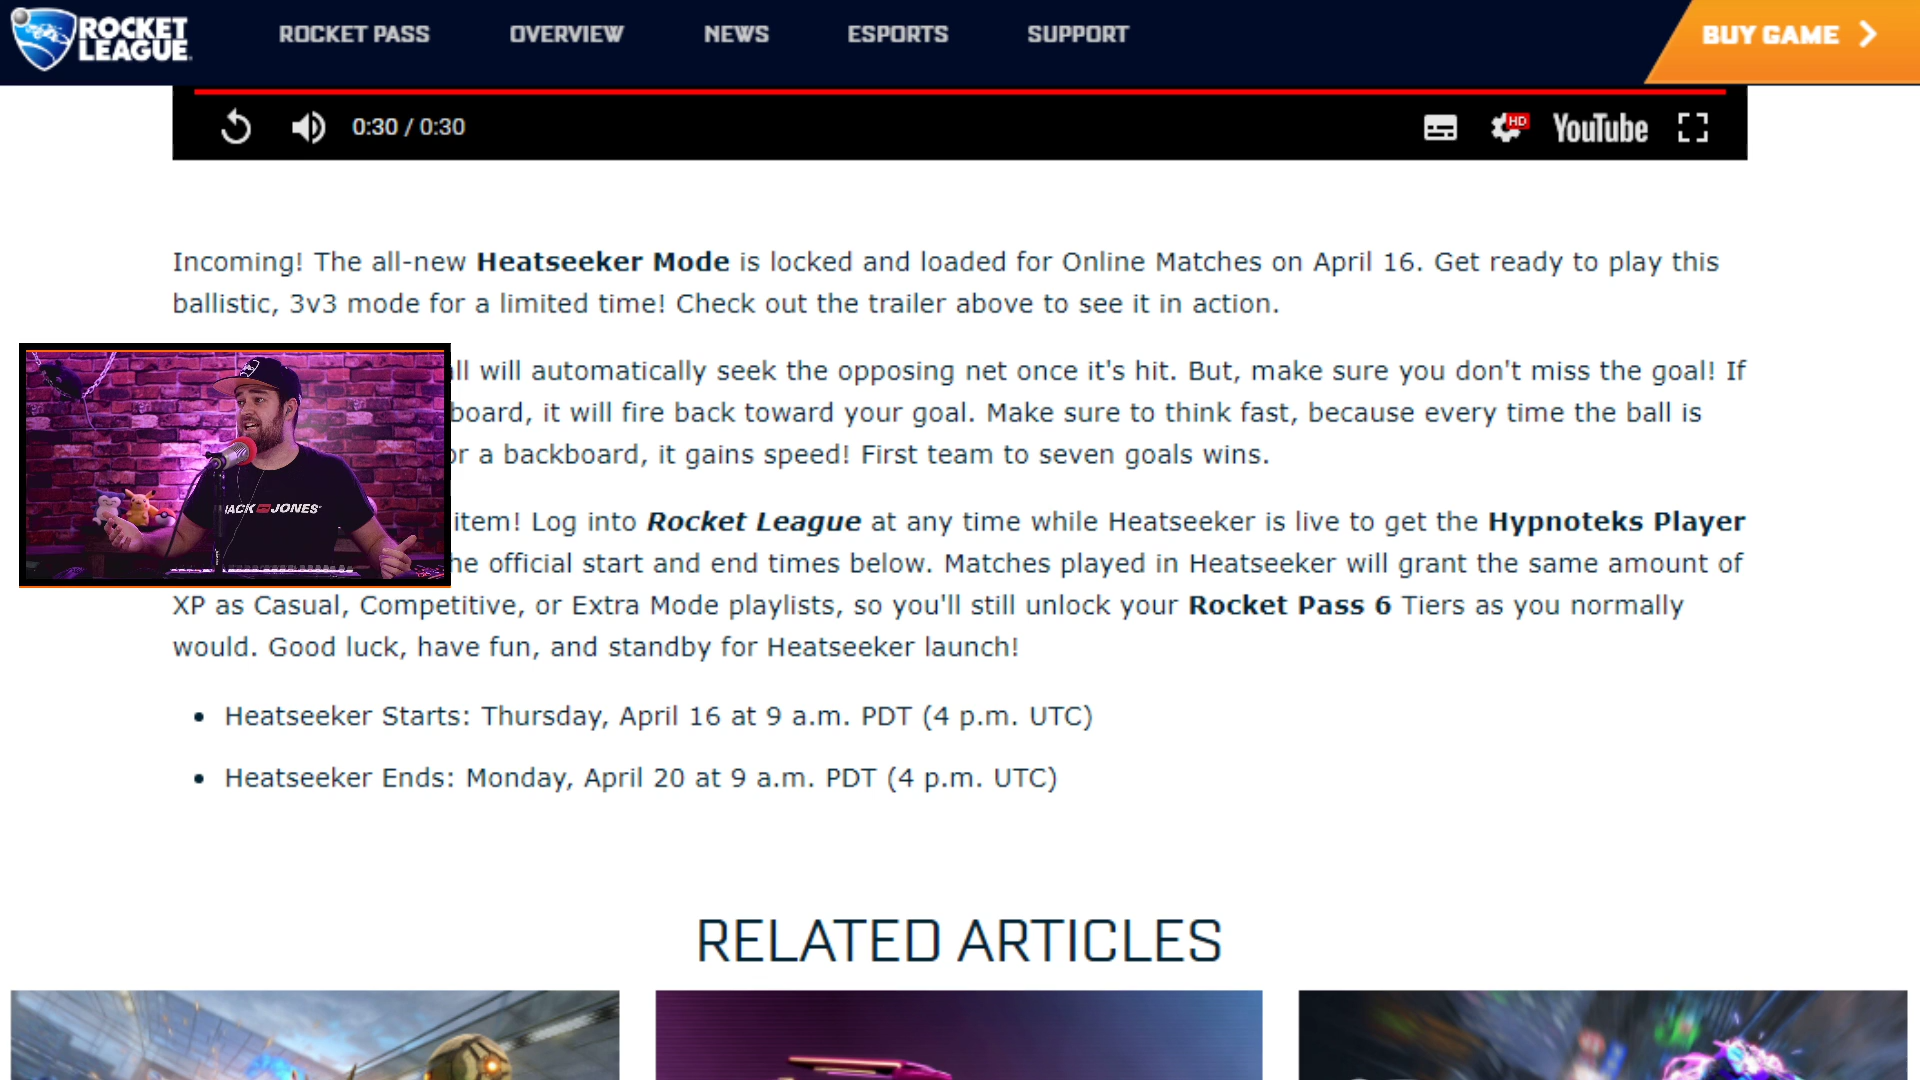 ROCKET
LEAGUE
ROCKET PASS
OVERVIEW
NEWS
ESPORTS
SUPPORT
BUY GAME
0:30 / 0:30
HD
YouTube
Incoming! The all-new Heatseeker Mode is locked and loaded for Online Matches on April 16. Get ready to play this
ballistic, 3v3 mode for a limited time! Check out the trailer above to see it in action.
will automatically seek the opposing net once it's hit. But, make sure you don't miss the goal! If
board, it will fire back toward your goal. Make sure to think fast, because every time the ball is
or a backboard, it gains speed! First team to seven goals wins.
item! Log into Rocket League at any time while Heatseeker is live to get the Hypnoteks Player
he official start and end times below. Matches played in Heatseeker will grant the same amount of
XP as Casual, Competitive, or Extra Mode playlists, so you'll still unlock your Rocket Pass 6 Tiers as you normally
would. Good luck, have fun, and standby for Heatseeker launch!
JACK JONES
• Heatseeker Starts: Thursday, April 16 at 9 a.m. PDT (4 p.m. UTC)
• Heatseeker Ends: Monday, April 20 at 9 a.m. PDT (4 p.m. UTC)
RELATED ARTICLES